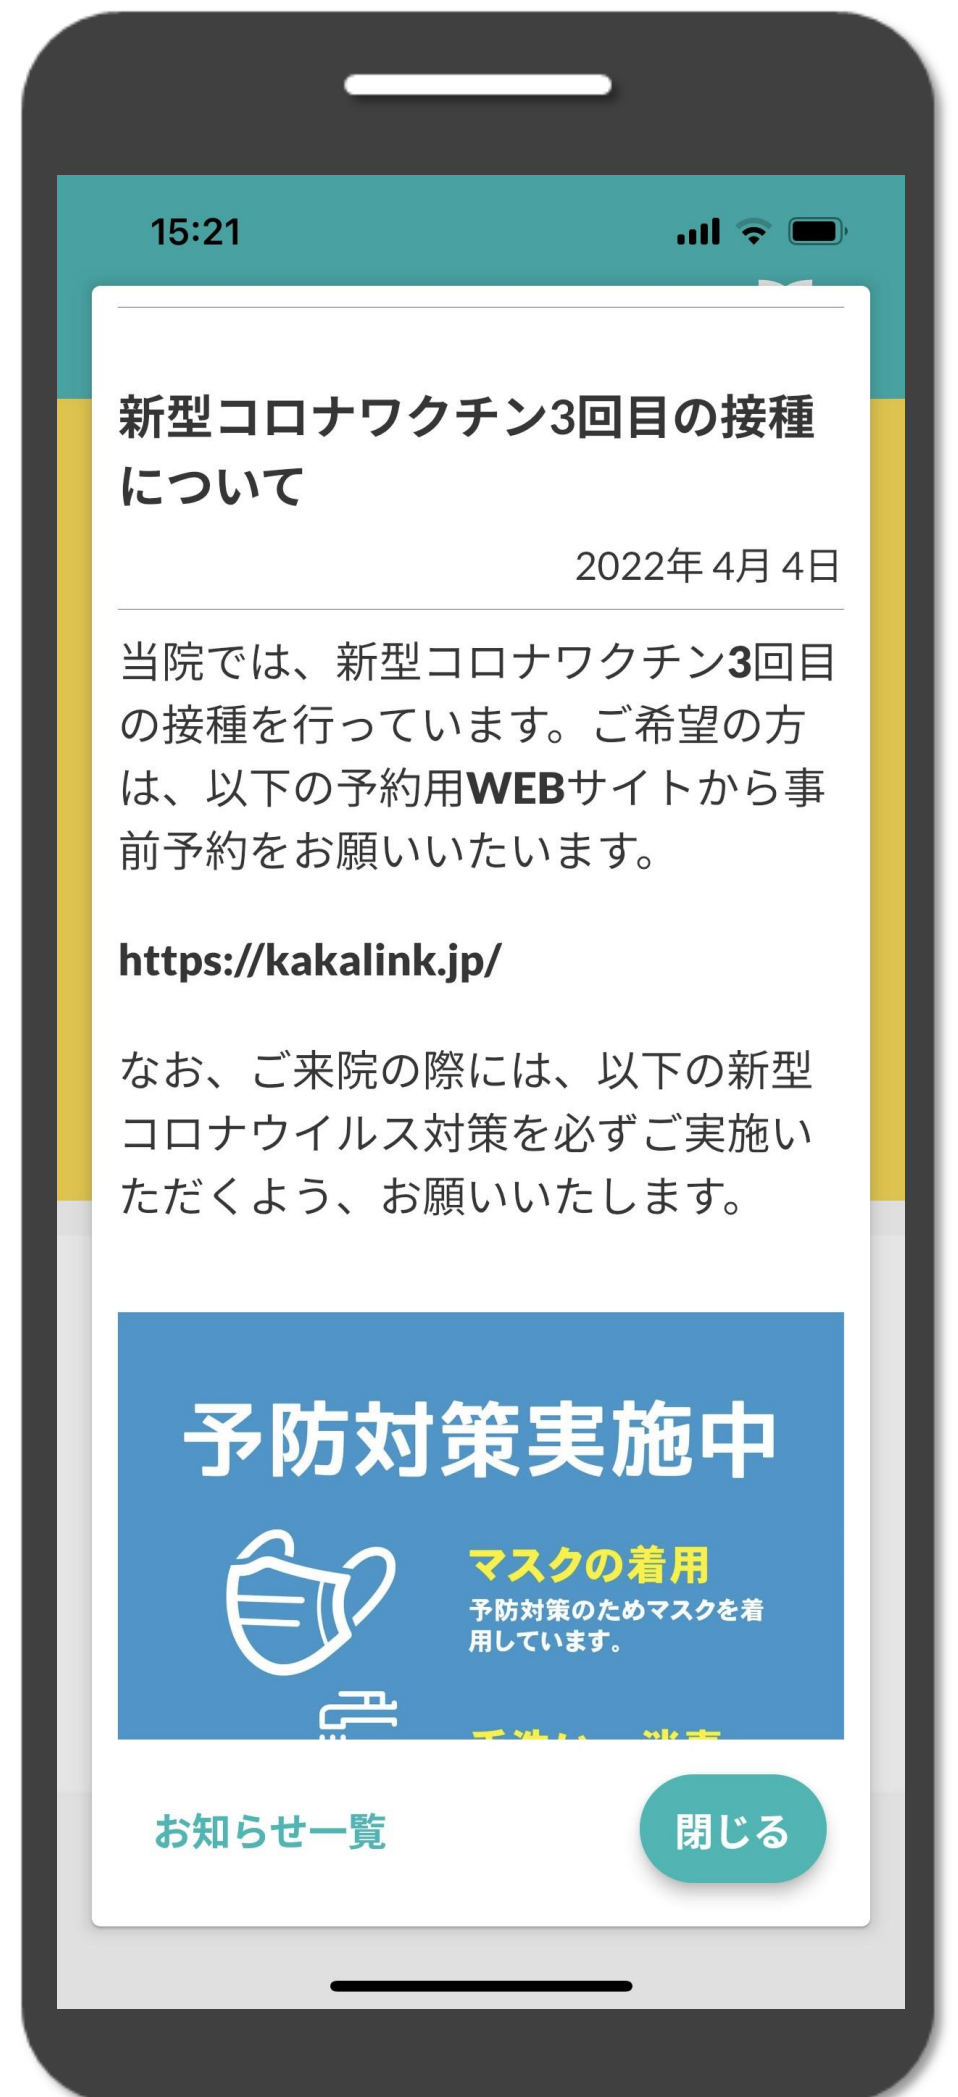 15:21
新型コロナワクチン3回目の接種
について
2022年 4月 4日
当院では、新型コロナワクチン3回目
の接種を行っています。ご希望の方
は、以下の予約用WEBサイトから事
前予約をお願いいたいます。
https://kakalink.jp/
なお、ご来院の際には、以下の新型
コロナウイルス対策を必ずご実施い
ただくよう、お願いいたします。
予防対策実施中
マスクの着用
予防対策のためマスクを着
用しています。
お知らせ一覧
閉じる